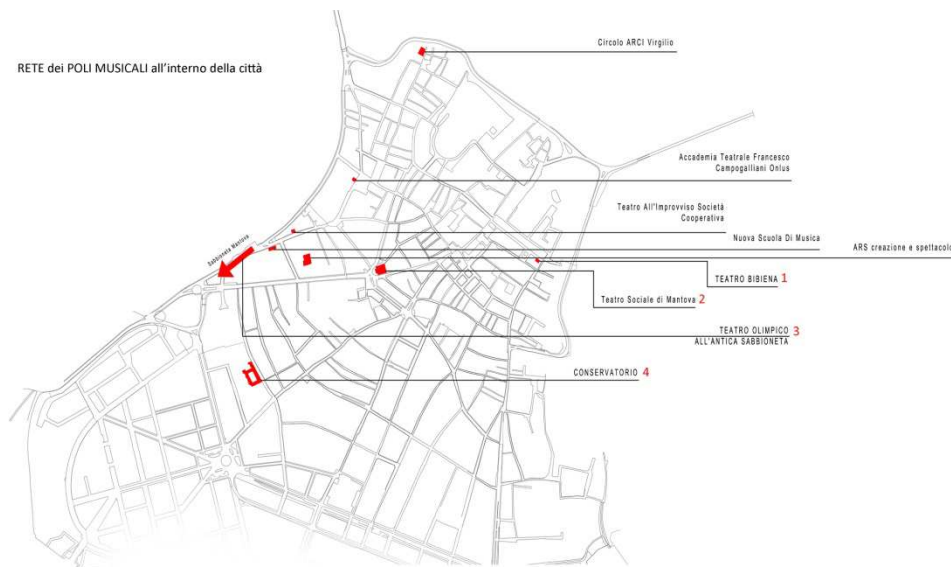 RETE dei POLI MUSICALI all'interno della città
Circolo ARCI Virgilio
Accademia Teatrale Francesco
Campogalliani Onlus
Teatro All'Improvviso Società
Cooperativa
Nuova Scuola Di Musica
ARS creazione e spettacolo
Sabbioneta Mantova
TEATRO BIBIENA 1
Teatro Sociale di Mantova 2
TEATRO OLIMPICO 3
ALL'ANTICA SABBIONETA
CONSERVATORIO 4